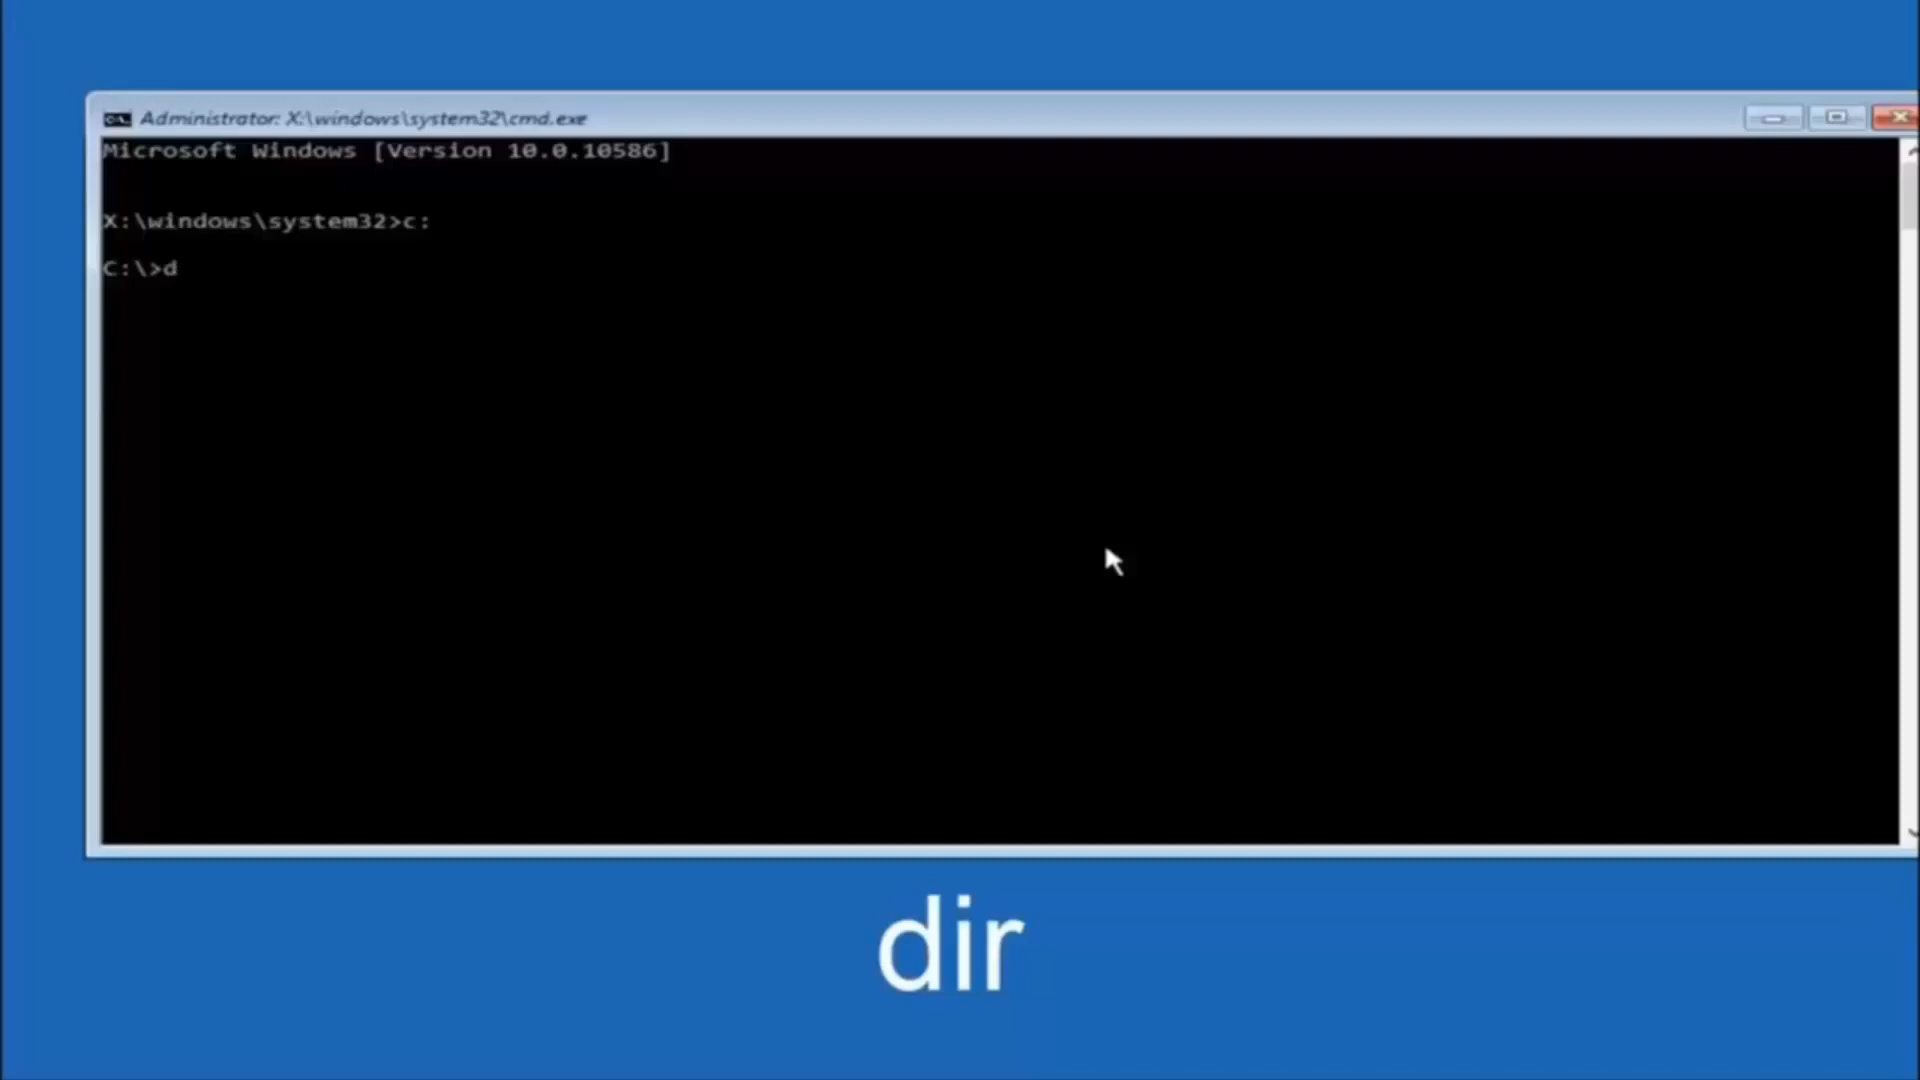 Administrator: X:\windows\system32\cmd.exe
Microsoft Windows [Version 10.0.10586]
X:\windows\system32>c:
C:\>d
dir